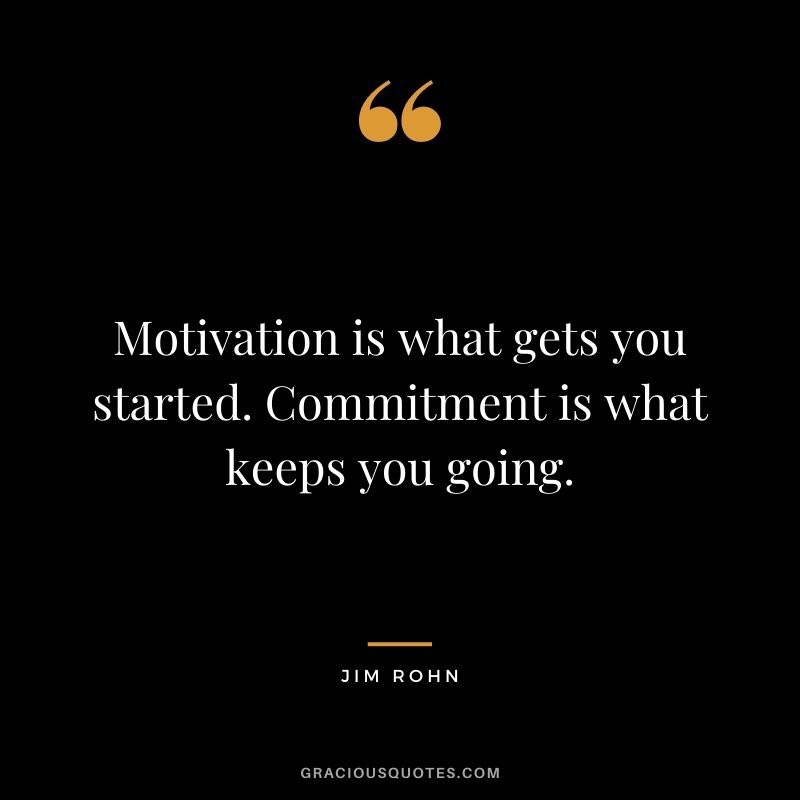 “
Motivation is what gets you
started. Commitment is what
keeps you going.
JIM ROHN
GRACIOUSQUOTES.COM